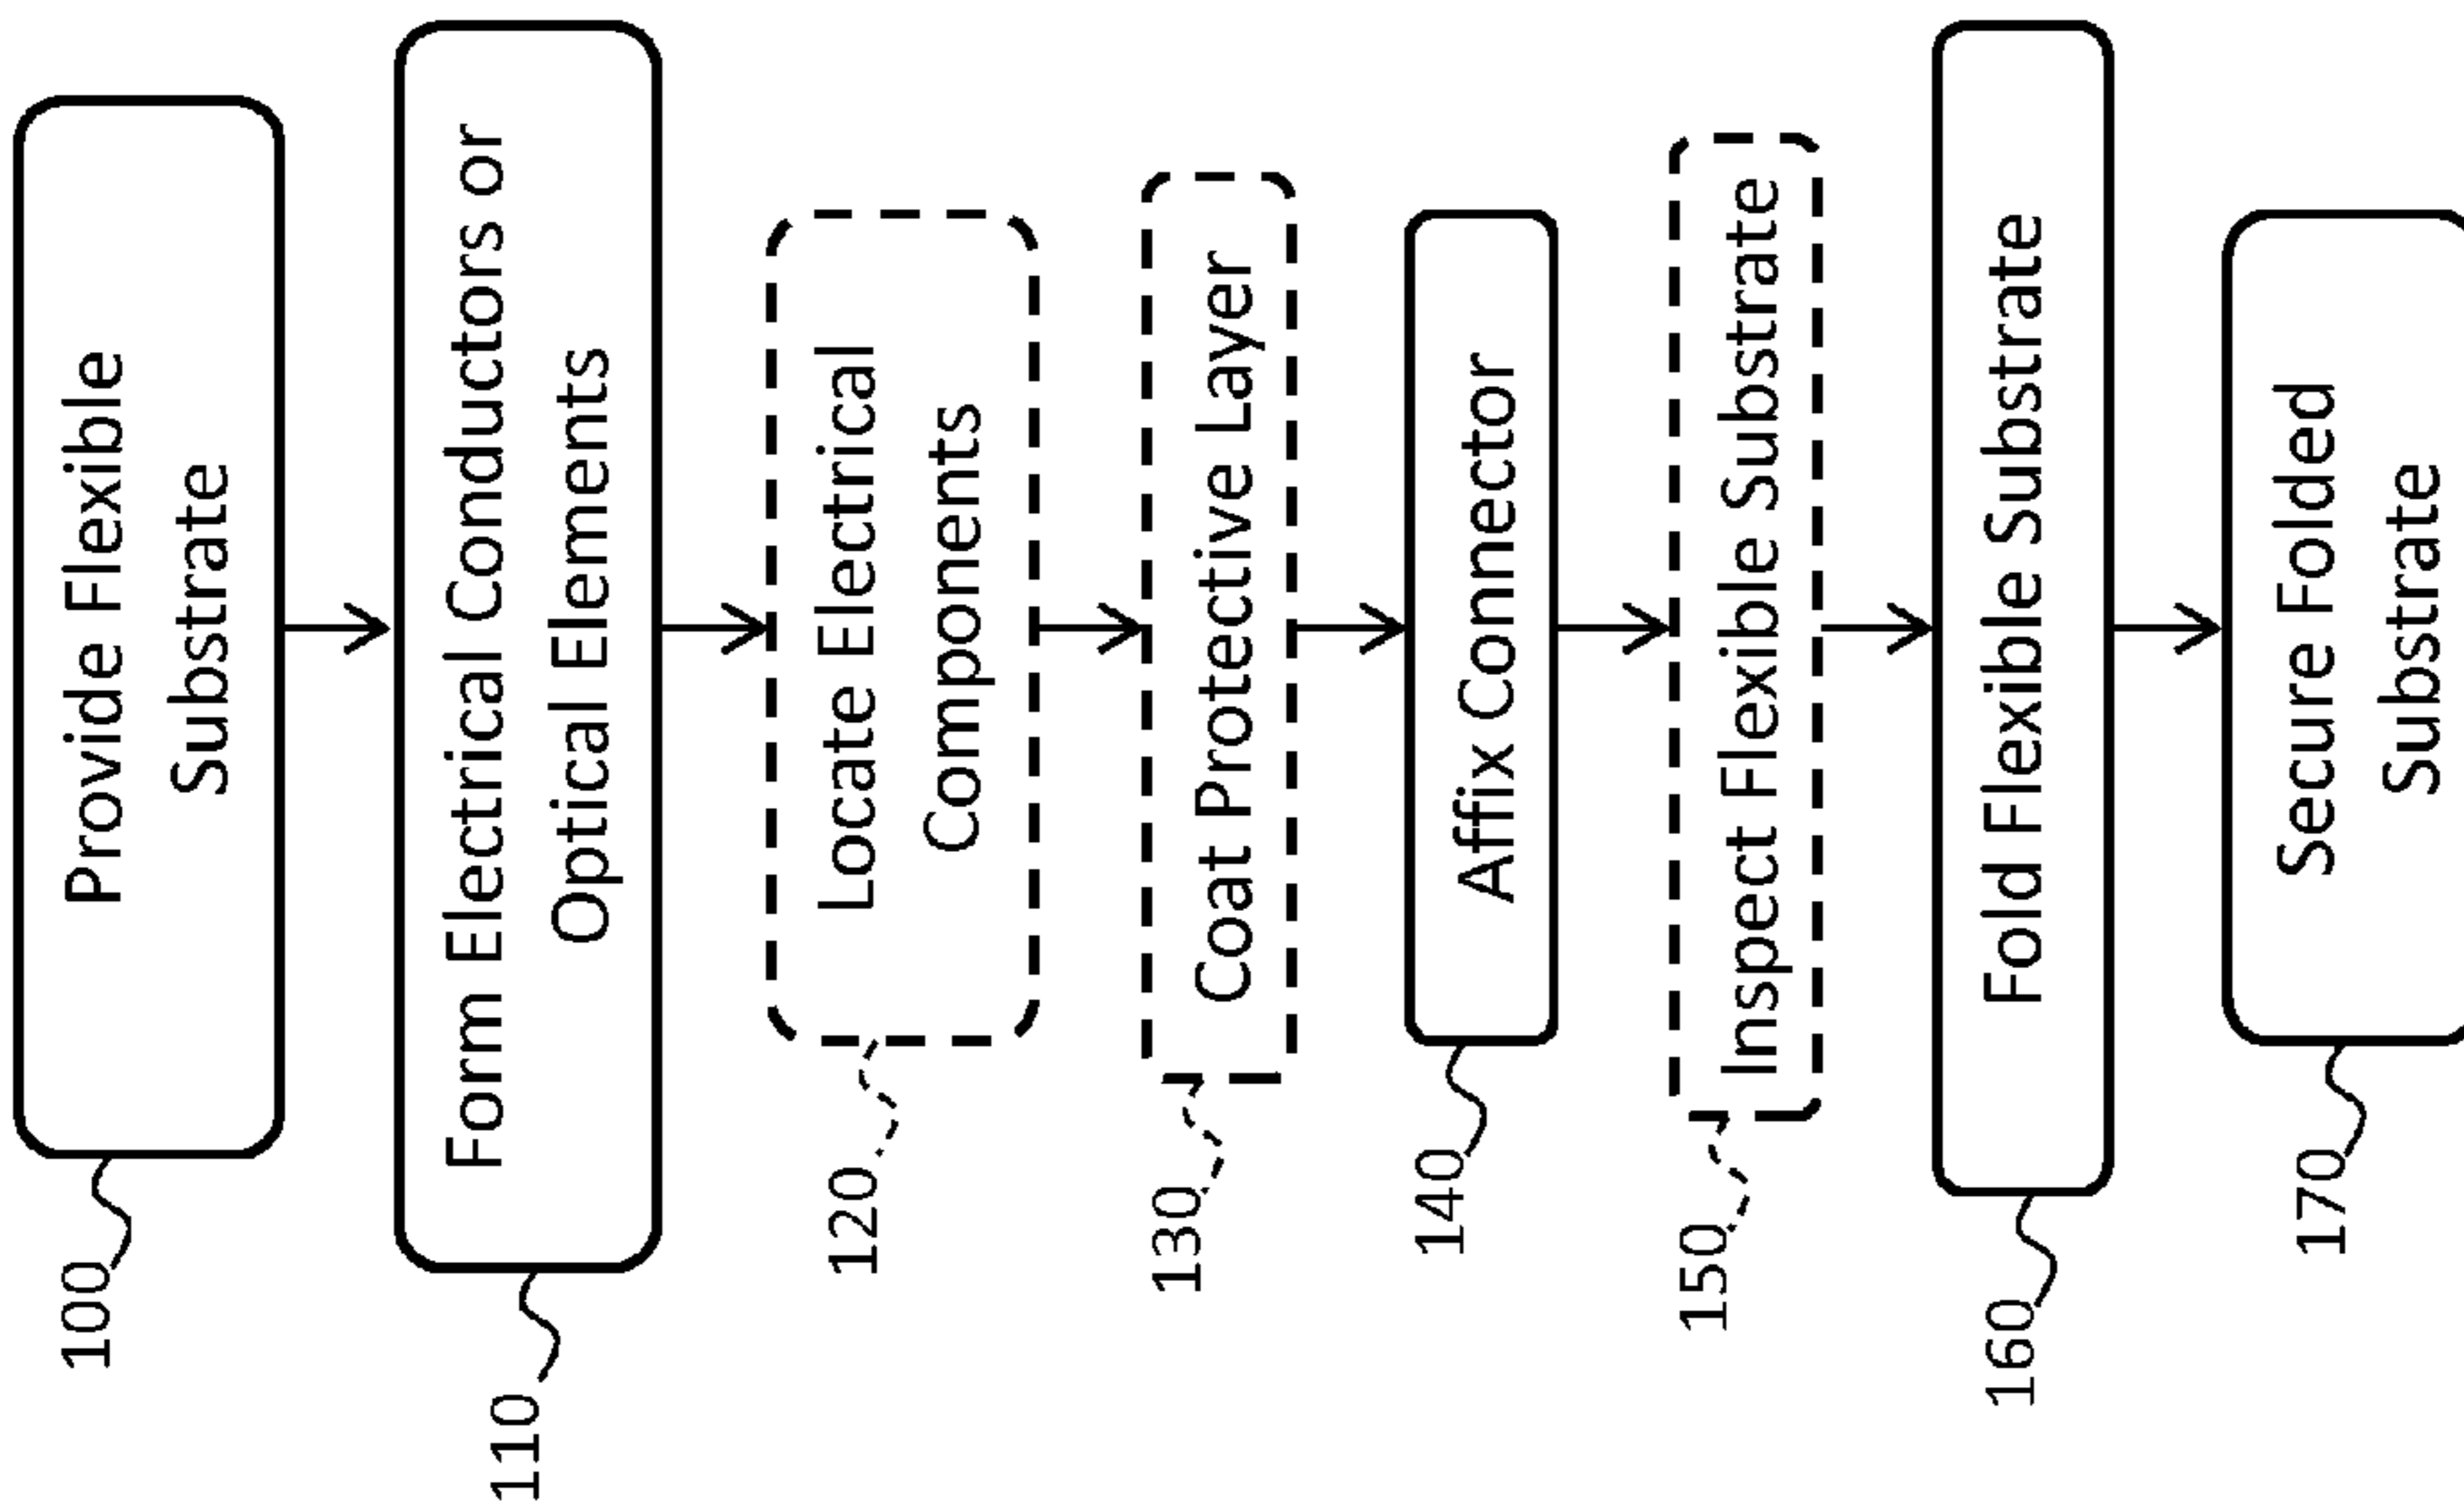 100
Provide Flexible
Substrate
110
Form Electrical Conductors or
Optical Elements
120
Locate Electrical
Components
130
Coat Protective Layer
140
Affix Connector
150
Inspect Flexible Substrate
160
Fold Flexible Substrate
170
Secure Folded
Substrate